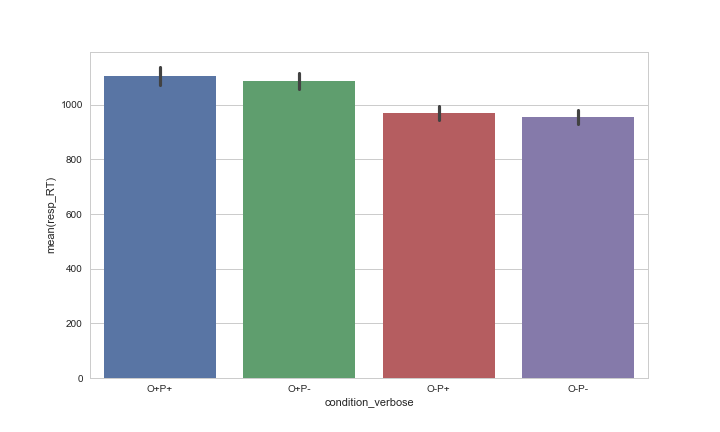 1000
800
600
400
200
0
mean(resp_RT)
O+P+ O+P- O-P+ O-P-
condition_verbose